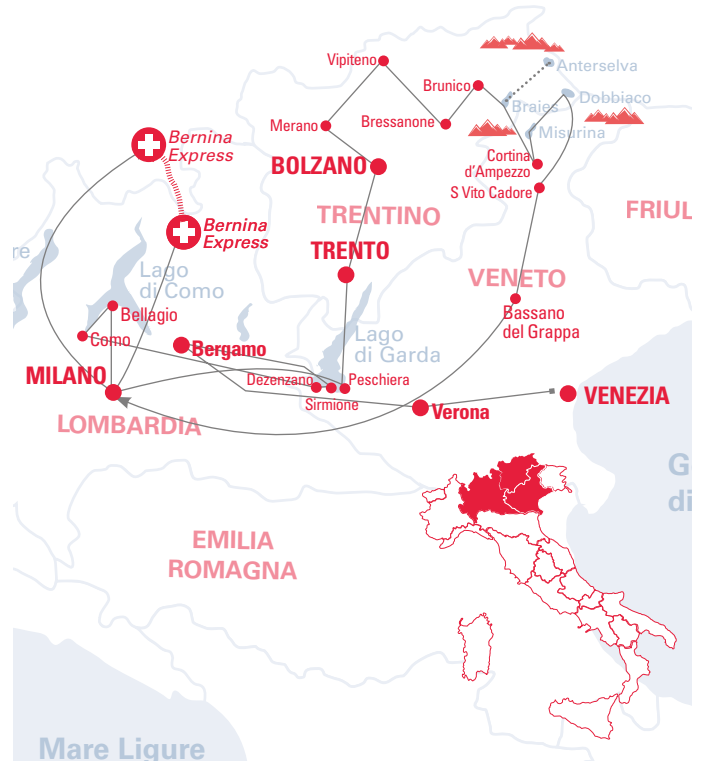 Vipiteno
Anterselva
Brunico
Dobbiaco
Braies
Merano
Bressanone
Misurina
Bernina
Express
BOLZANO
Cortina
d'Ampezzo
S Vito Cadore
TRENTINO
FRIUL
Bernina
Express
TRENTO
re
Lago
di Como
VENETO
Bellagio
Bassano
del Grappa
Como
Bergamo
Lago
di Garda
MILANO
Dezenzano
Peschiera
Sirmione
Verona
VENEZIA
LOMBARDIA
G
di
EMILIA
ROMAGNA
Mare Ligure